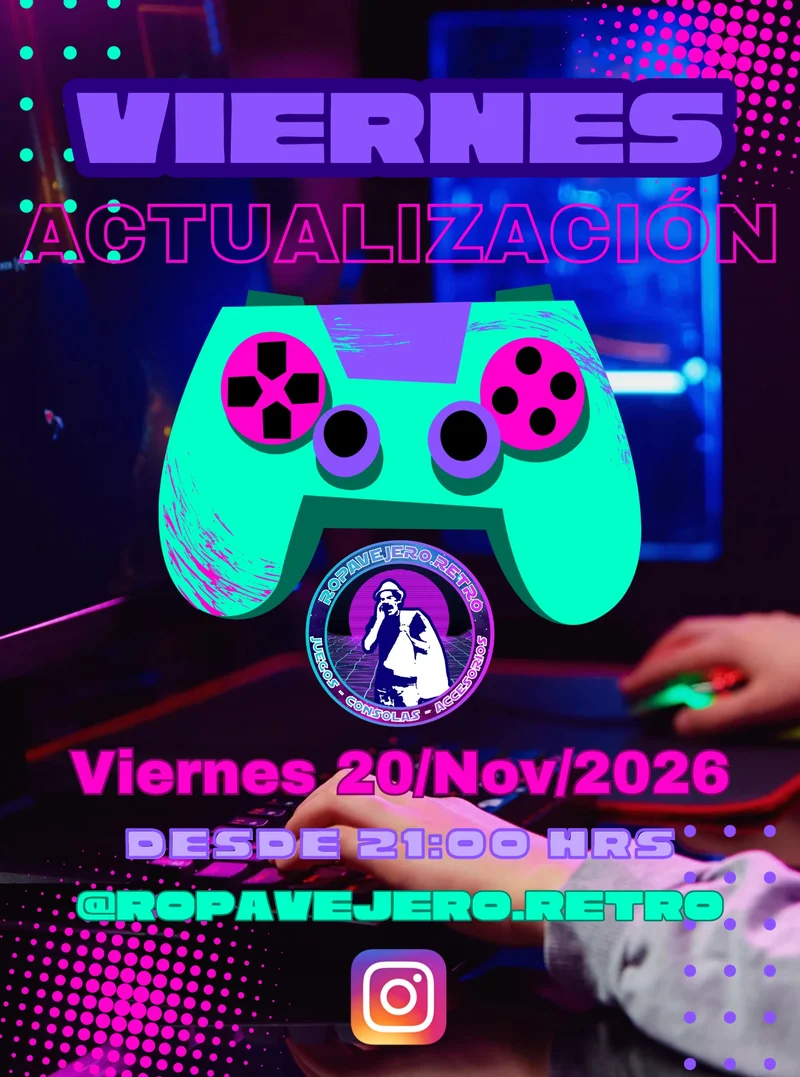 VIERNES
ACTUALIZACIÓN
ROPAVEJERO.RETRO
JUEGOS - CONSOLAS - ACCESORIOS
Viernes 20/Nov/2026
DESDE 21:00 HRS
@ROPAVEJERO.RETRO